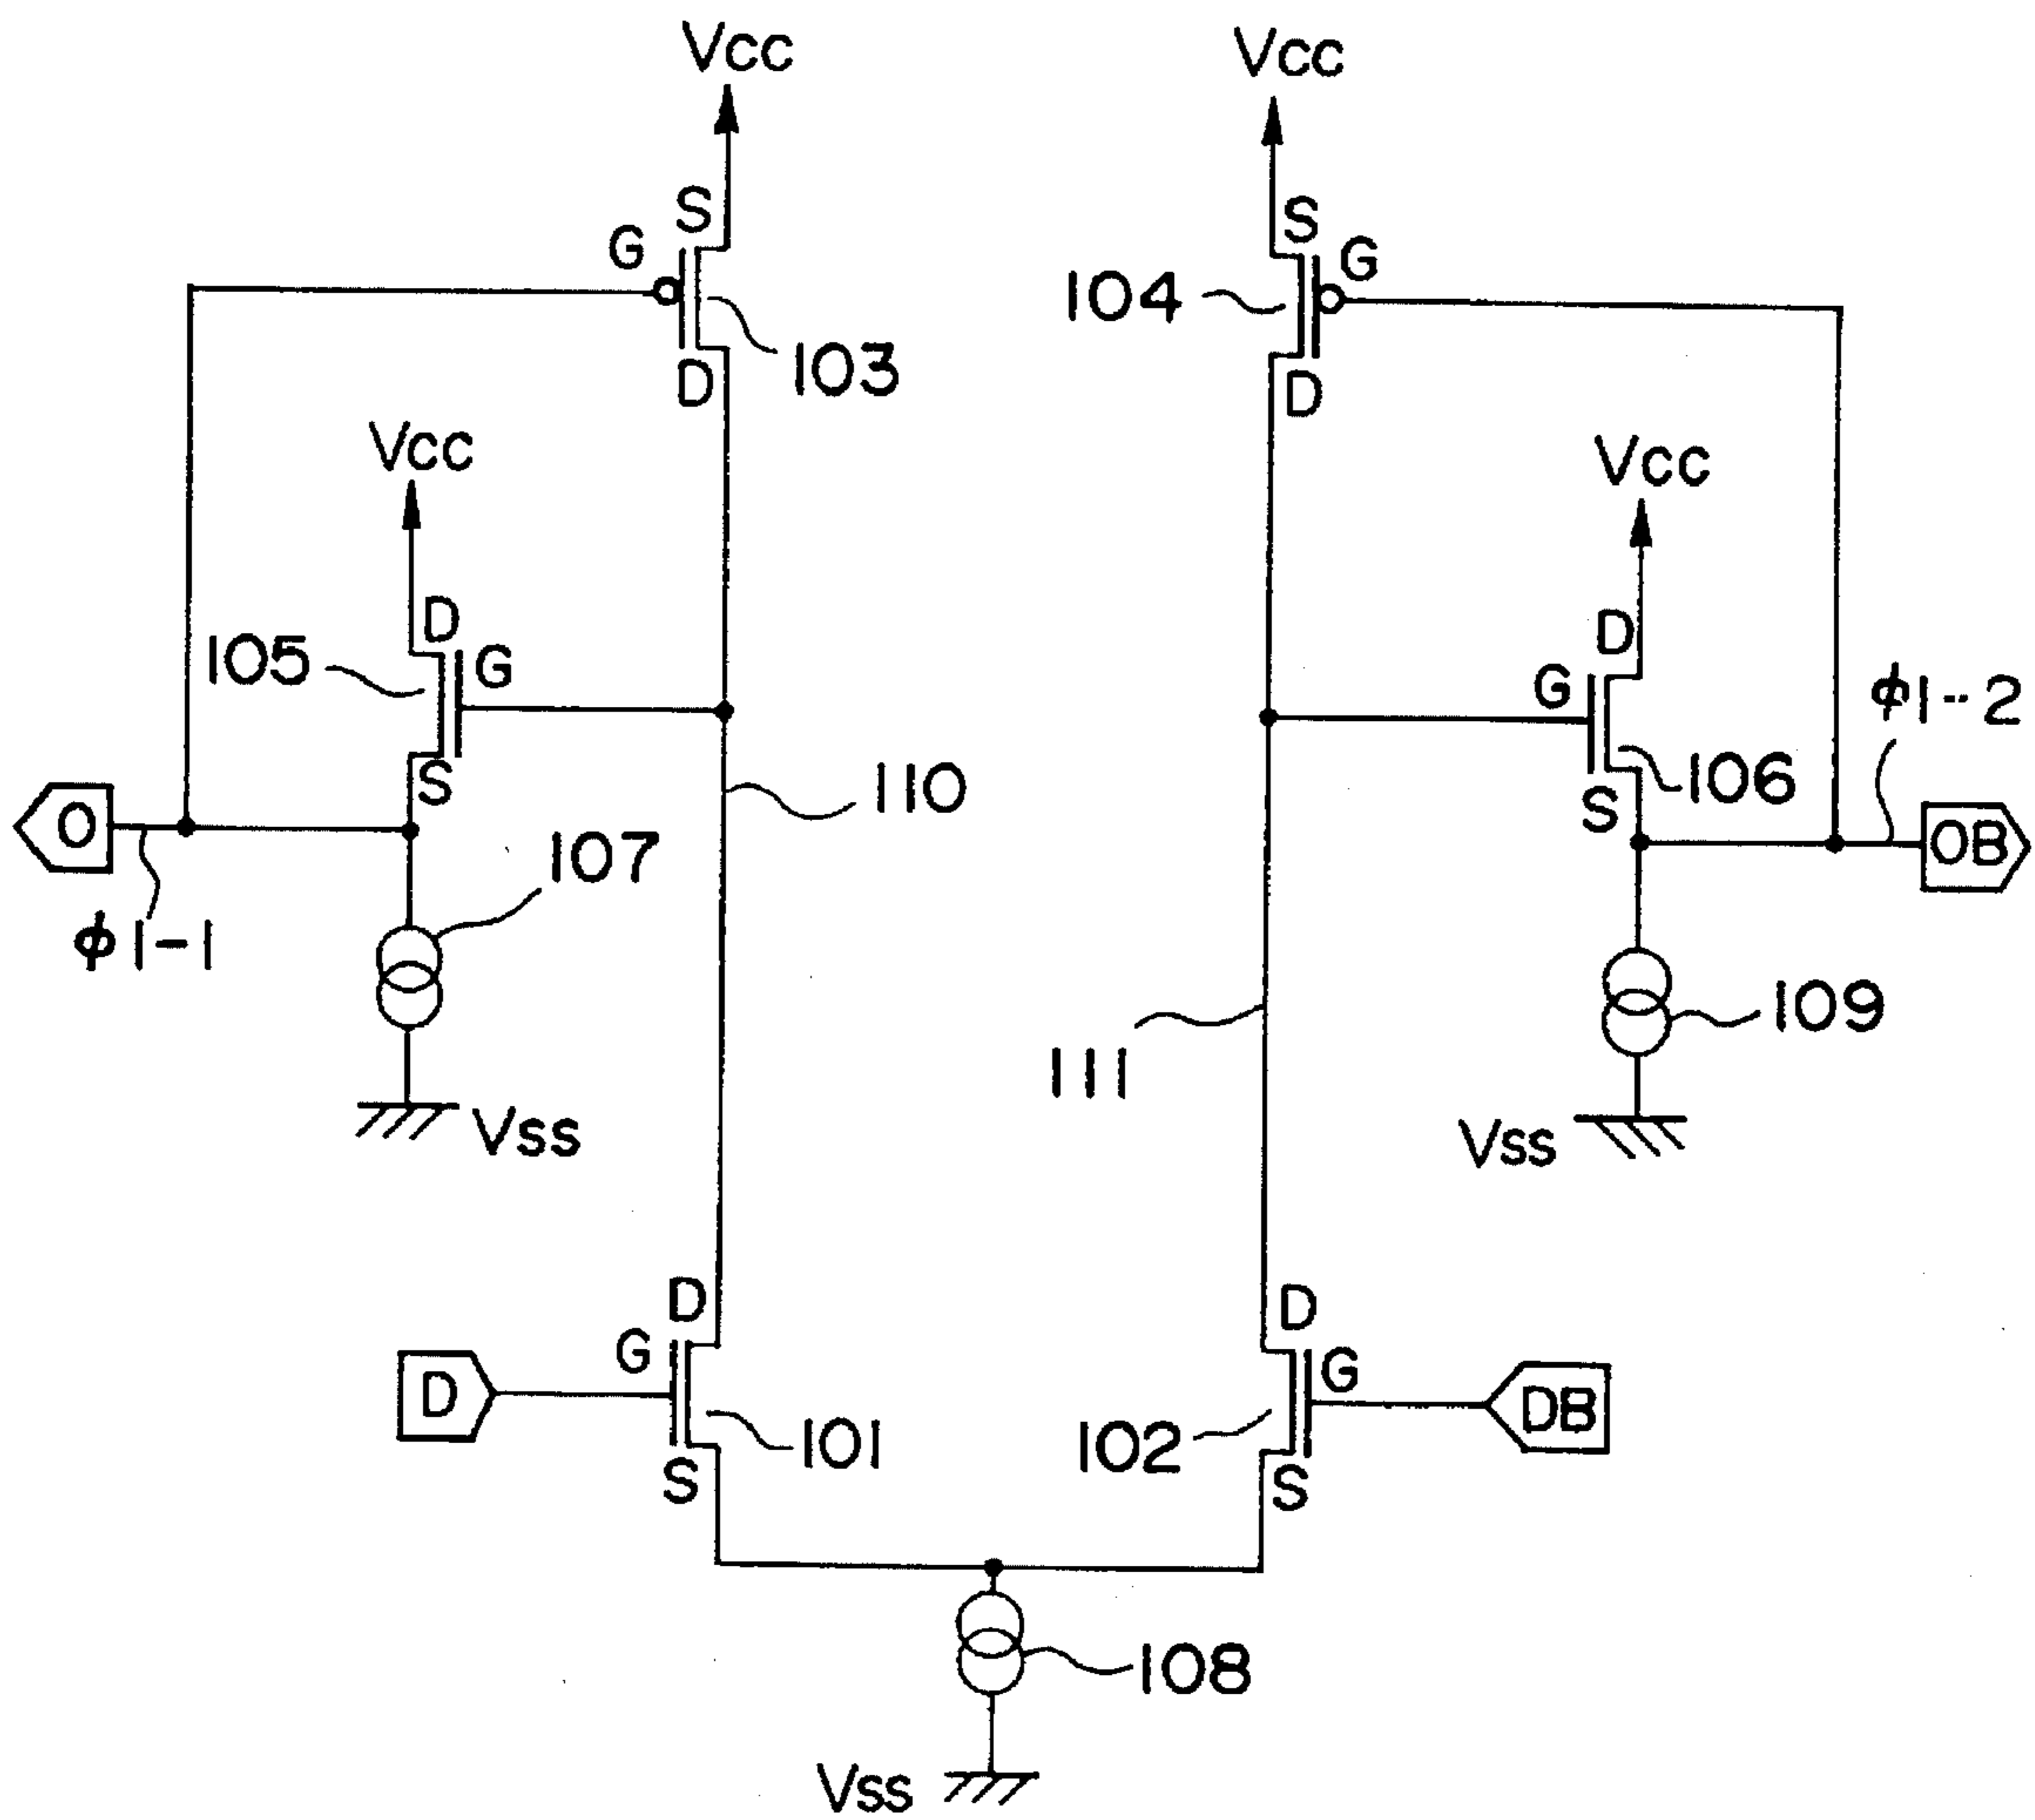 Vcc
Vcc
S
S
G
G
104
103
D
D
Vcc
Vcc
D
D
105
G
G
φ1-2
S
110
106
S
O
107
OB
φ1-1
109
111
Vss
Vss
D
D
G
G
D
DB
101
102
S
S
108
Vss